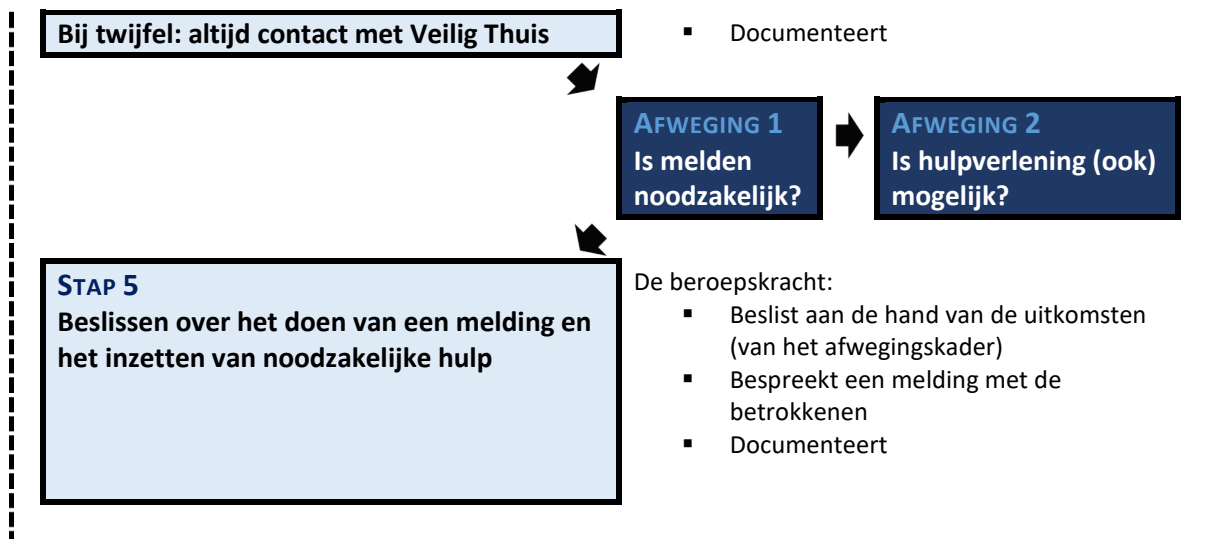 Bij twijfel: altijd contact met Veilig Thuis
▪ Documenteert
AFWEGING 1
Is melden
noodzakelijk?
AFWEGING 2
Is hulpverlening (ook)
mogelijk?
STAP 5
Beslissen over het doen van een melding en
het inzetten van noodzakelijke hulp
De beroepskracht:
▪ Beslist aan de hand van de uitkomsten
(van het afwegingskader)
▪ Bespreekt een melding met de
betrokkenen
▪ Documenteert